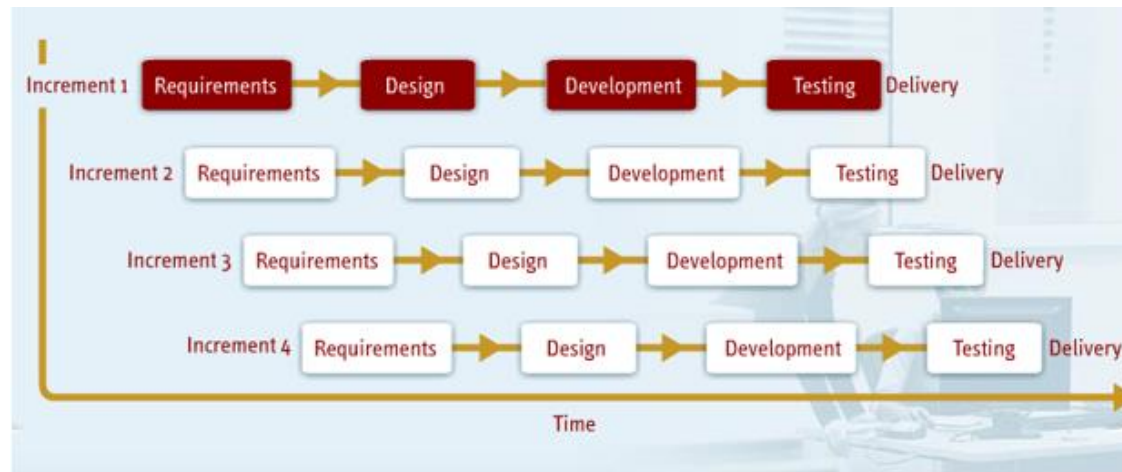 Increment 1 Requirements Design Development Testing Delivery
Increment 2 Requirements Design Development Testing Delivery
Increment 3 Requirements Design Development Testing Delivery
Increment 4 Requirements Design Development Testing Delivery
Time